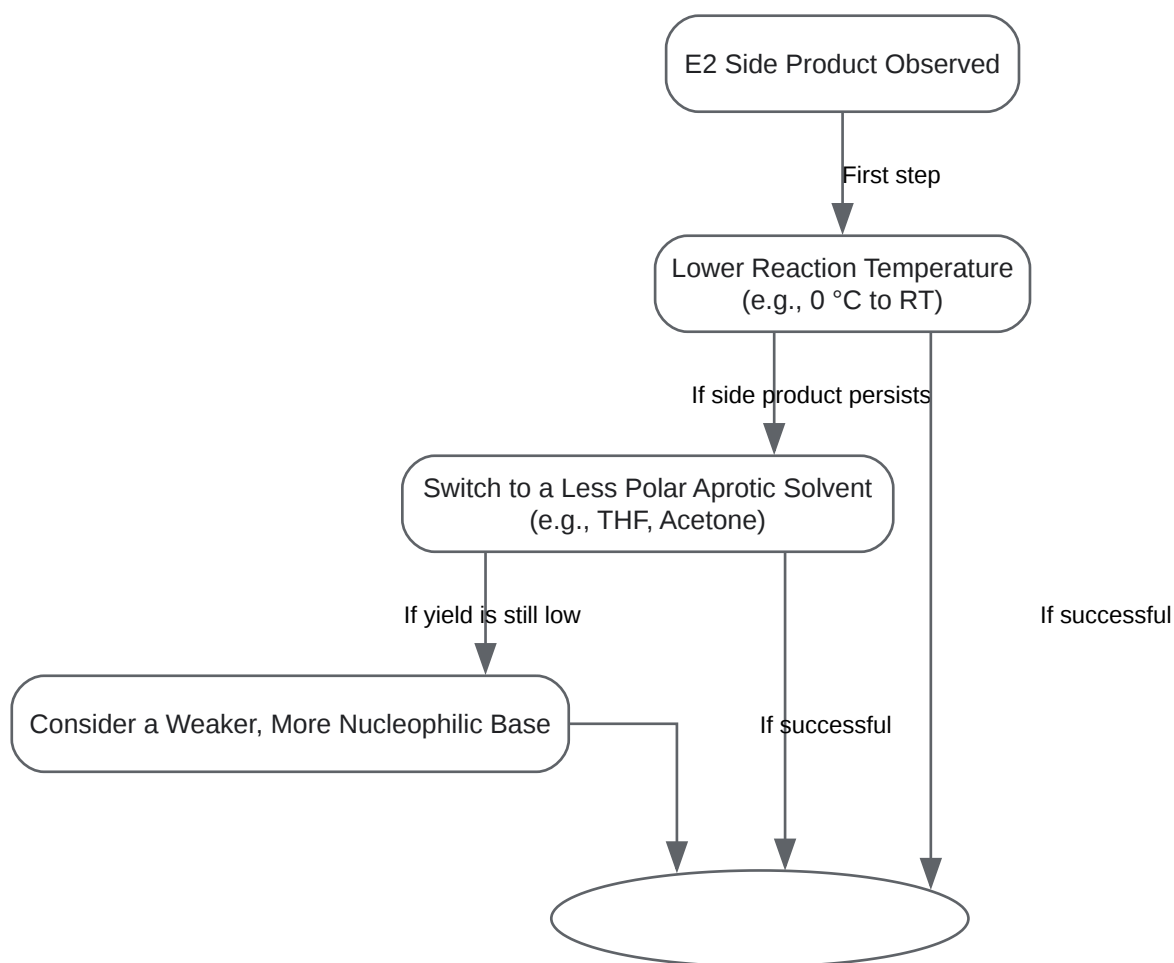 E2 Side Product Observed
First step
Lower Reaction Temperature
(e.g., 0 °C to RT)
If side product persists
Switch to a Less Polar Aprotic Solvent
(e.g., THF, Acetone)
If yield is still low
If successful
Consider a Weaker, More Nucleophilic Base
If successful